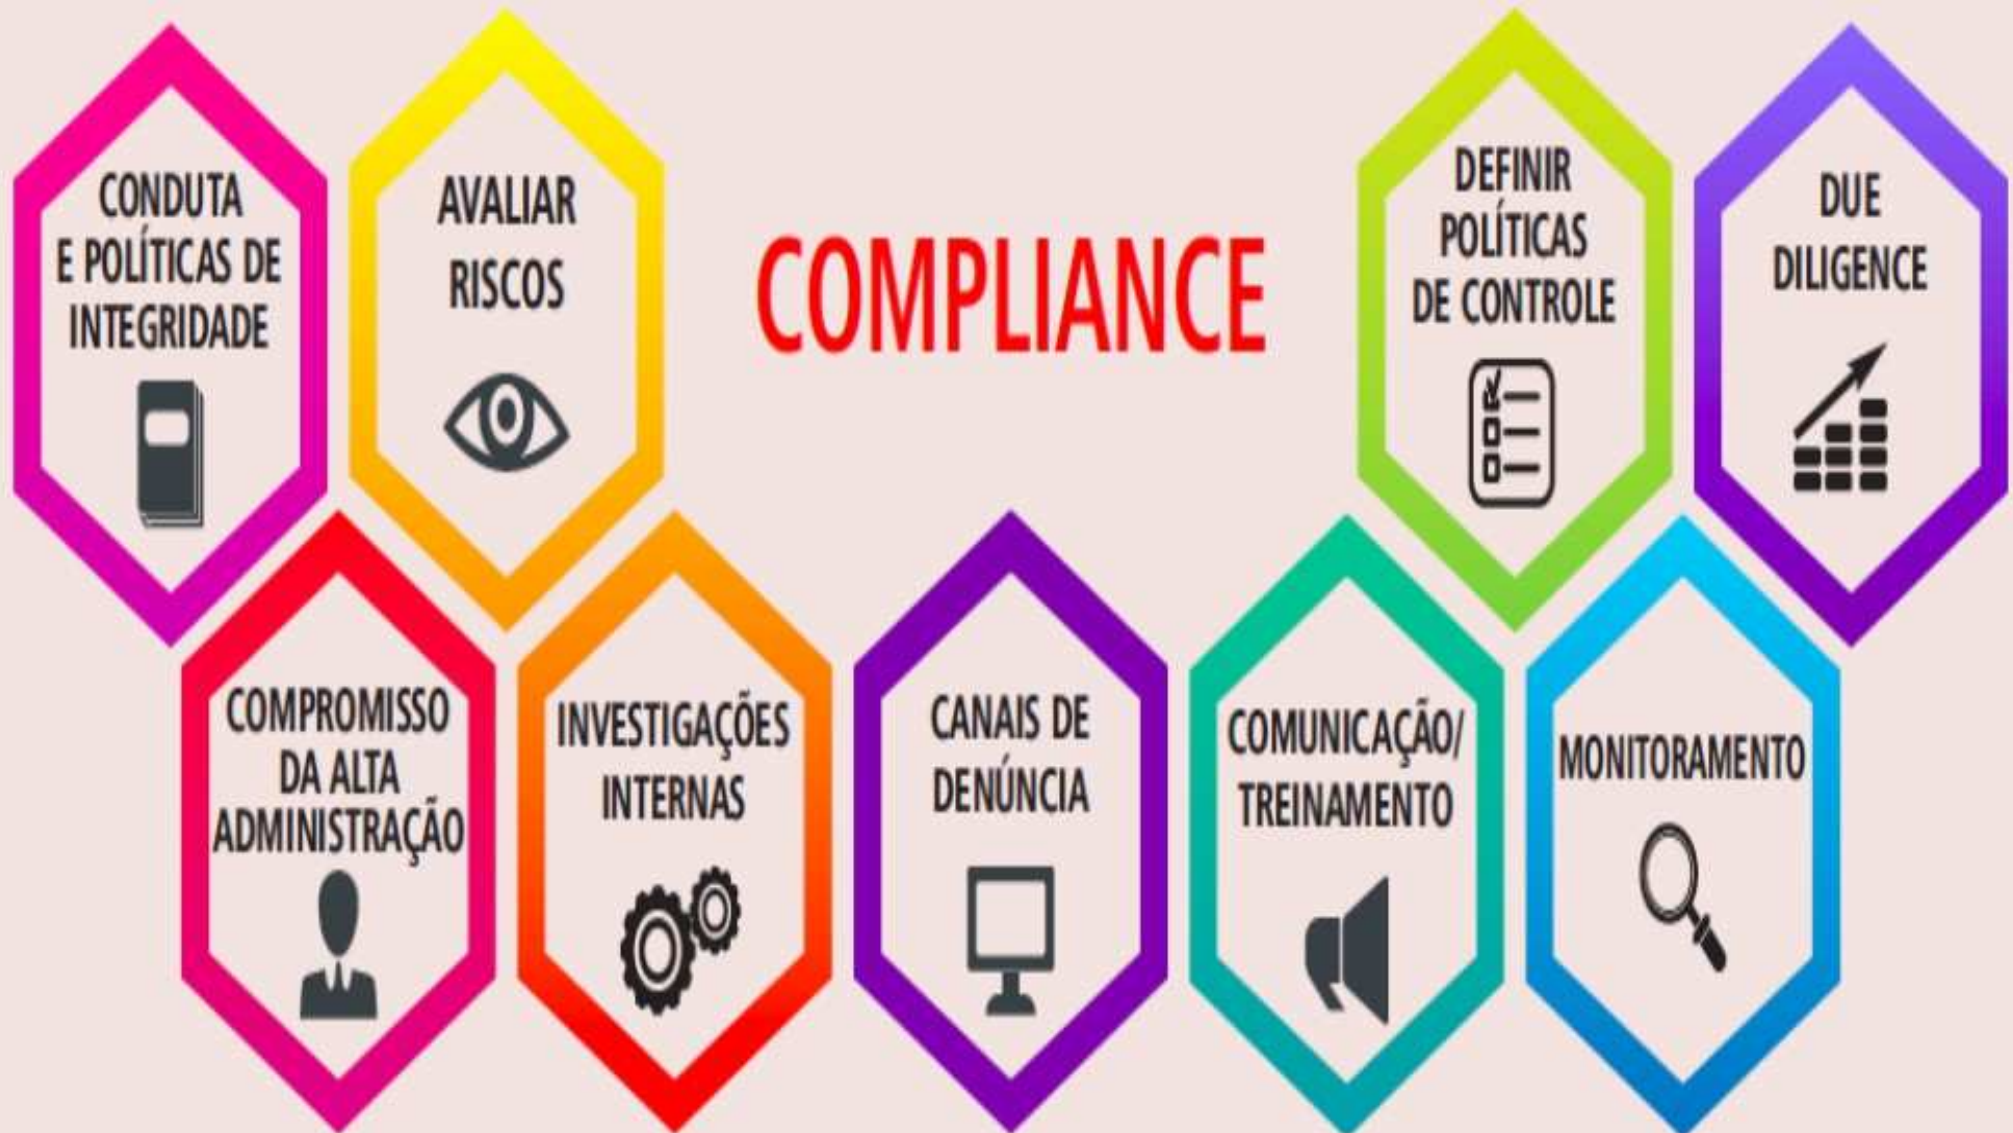 CONDUTA
E POLÍTICAS DE
INTEGRIDADE
AVALIAR
RISCOS
COMPLIANCE
DEFINIR
POLÍTICAS
DE CONTROLE
DUE
DILIGENCE
COMPROMISSO
DA ALTA
ADMINISTRAÇÃO
INVESTIGAÇÕES
INTERNAS
CANAIS DE
DENÚNCIA
COMUNICAÇÃO/
TREINAMENTO
MONITORAMENTO